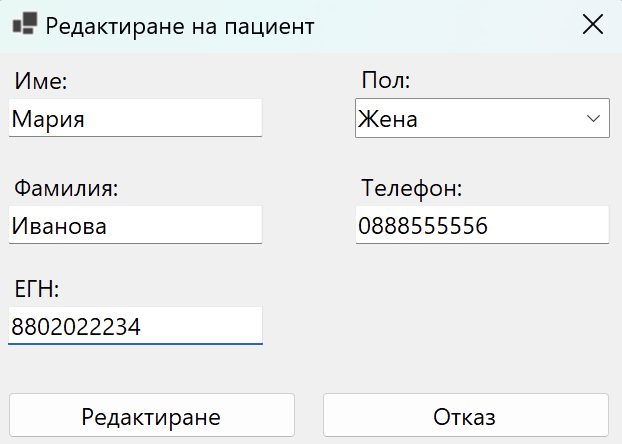 Редактиране на пациент
Име:
Мария
Пол:
Жена
Фамилия:
Иванова
Телефон:
0888555556
ЕГН:
8802022234
Редактиране
Отказ